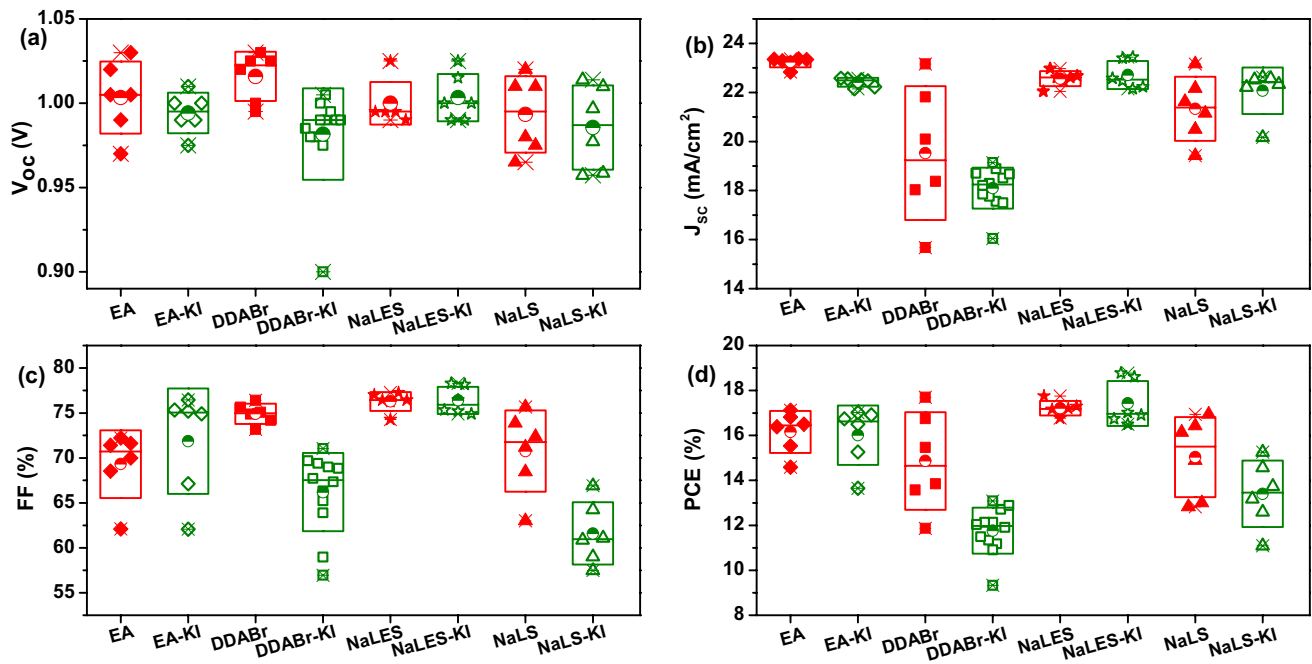 (a)
V_OC (V)
1.05
1.00
0.95
0.90
EA
EA-KI
DDABr
DDABr-KI
NaLES
NaLES-KI
NaLS
NaLS-KI
(b)
J_sc (mA/cm²)
24
22
20
18
16
14
EA
EA-KI
DDABr
DDABr-KI
NaLES
NaLES-KI
NaLS
NaLS-KI
(c)
FF (%)
80
75
70
65
60
55
EA
EA-KI
DDABr
DDABr-KI
NaLES
NaLES-KI
NaLS
NaLS-KI
(d)
PCE (%)
20
18
16
14
12
10
8
EA
EA-KI
DDABr
DDABr-KI
NaLES
NaLES-KI
NaLS
NaLS-KI